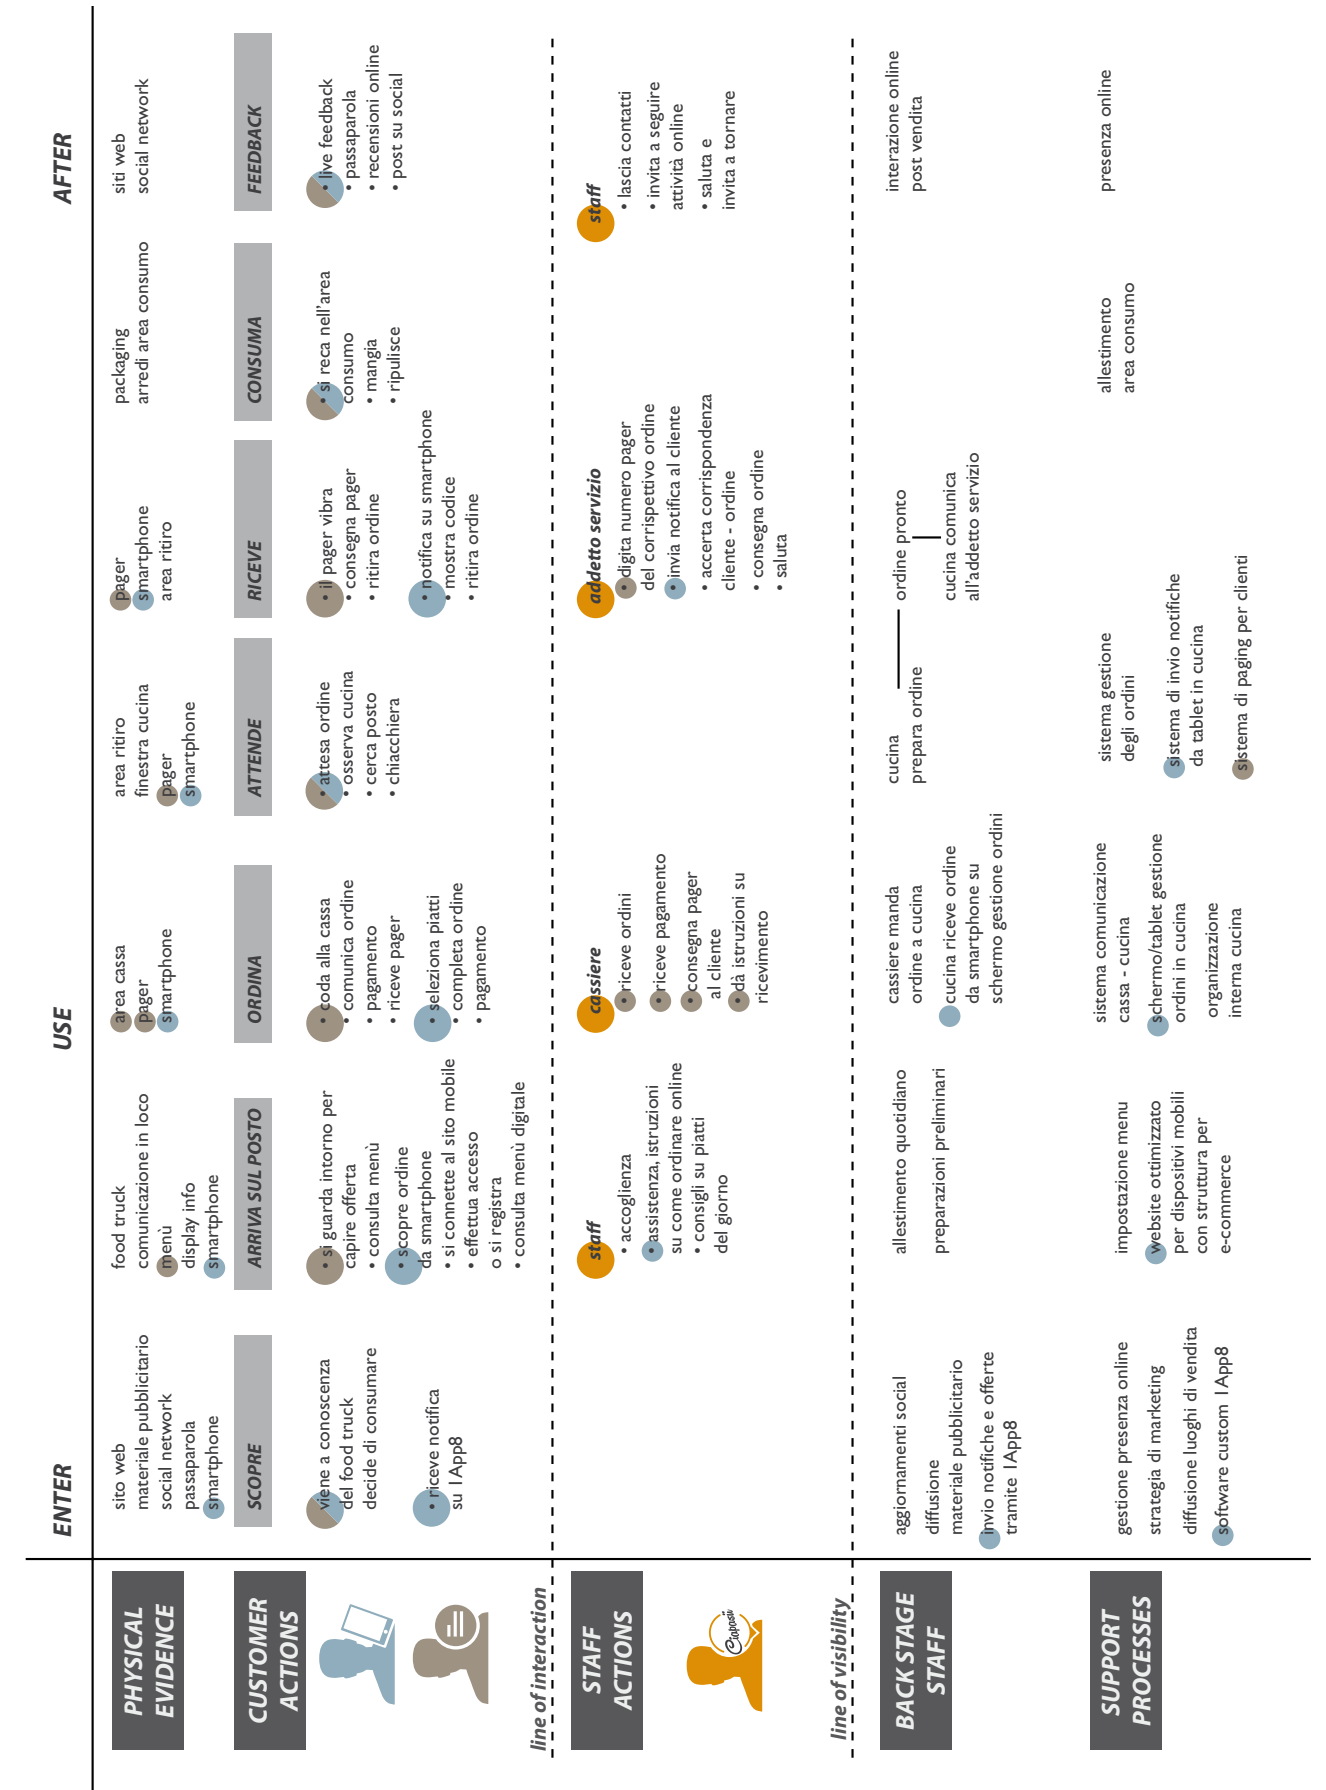 ENTER
USE
AFTER
PHYSICAL
EVIDENCE
sito web
materiale pubblicitario
social network
passaparola
smartphone
food truck
comunicazione in loco
menù
display info
smartphone
area cassa
pager
smartphone
area ritiro
finestra cucina
pager
smartphone
pager
smartphone
area ritiro
packaging
arredi area consumo
siti web
social network
CUSTOMER
ACTIONS
SCOPRE
ARRIVA SUL POSTO
ORDINA
ATTENDE
RICEVE
CONSUMA
FEEDBACK
viene a conoscenza
del food truck
decide di consumare
• riceve notifica
su 1App8
• si guarda intorno per
capire offerta
• consulta menù
• scopre ordine
da smartphone
• si connette al sito mobile
• effettua accesso
o si registra
• consulta menù digitale
• coda alla cassa
• comunica ordine
• pagamento
• riceve pager
• seleziona piatti
• completa ordine
• pagamento
• attesa ordine
• osserva cucina
• cerca posto
• chiacchiera
• il pager vibra
• consegna pager
• ritira ordine
• notifica su smartphone
• mostra codice
• ritira ordine
• si reca nell'area
consumo
• mangia
• ripulisce
• live feedback
• passaparola
• recensioni online
• post su social
line of interaction
STAFF
ACTIONS
Ciaposù
staff
• accoglienza
• assistenza, istruzioni
su come ordinare online
• consigli su piatti
del giorno
cassiere
• riceve ordini
• riceve pagamento
• consegna pager
al cliente
• dà istruzioni su
ricevimento
addetto servizio
• digita numero pager
del corrispettivo ordine
• invia notifica al cliente
• accerta corrispondenza
cliente - ordine
• consegna ordine
• saluta
staff
• lascia contatti
• invita a seguire
attività online
• saluta e
invita a tornare
line of visibility
BACK STAGE
STAFF
aggiornamenti social
diffusione
materiale pubblicitario
invio notifiche e offerte
tramite 1App8
allestimento quotidiano
preparazioni preliminari
cassiere manda
ordine a cucina
cucina riceve ordine
da smartphone su
schermo gestione ordini
cucina
prepara ordine
ordine pronto
cucina comunica
all'addetto servizio
interazione online
post vendita
SUPPORT
PROCESSES
gestione presenza online
strategia di marketing
diffusione luoghi di vendita
software custom 1App8
impostazione menu
website ottimizzato
per dispositivi mobili
con struttura per
e-commerce
sistema comunicazione
cassa - cucina
schermo/tablet gestione
ordini in cucina
organizzazione
interna cucina
sistema gestione
degli ordini
sistema di invio notifiche
da tablet in cucina
sistema di paging per clienti
allestimento
area consumo
presenza online